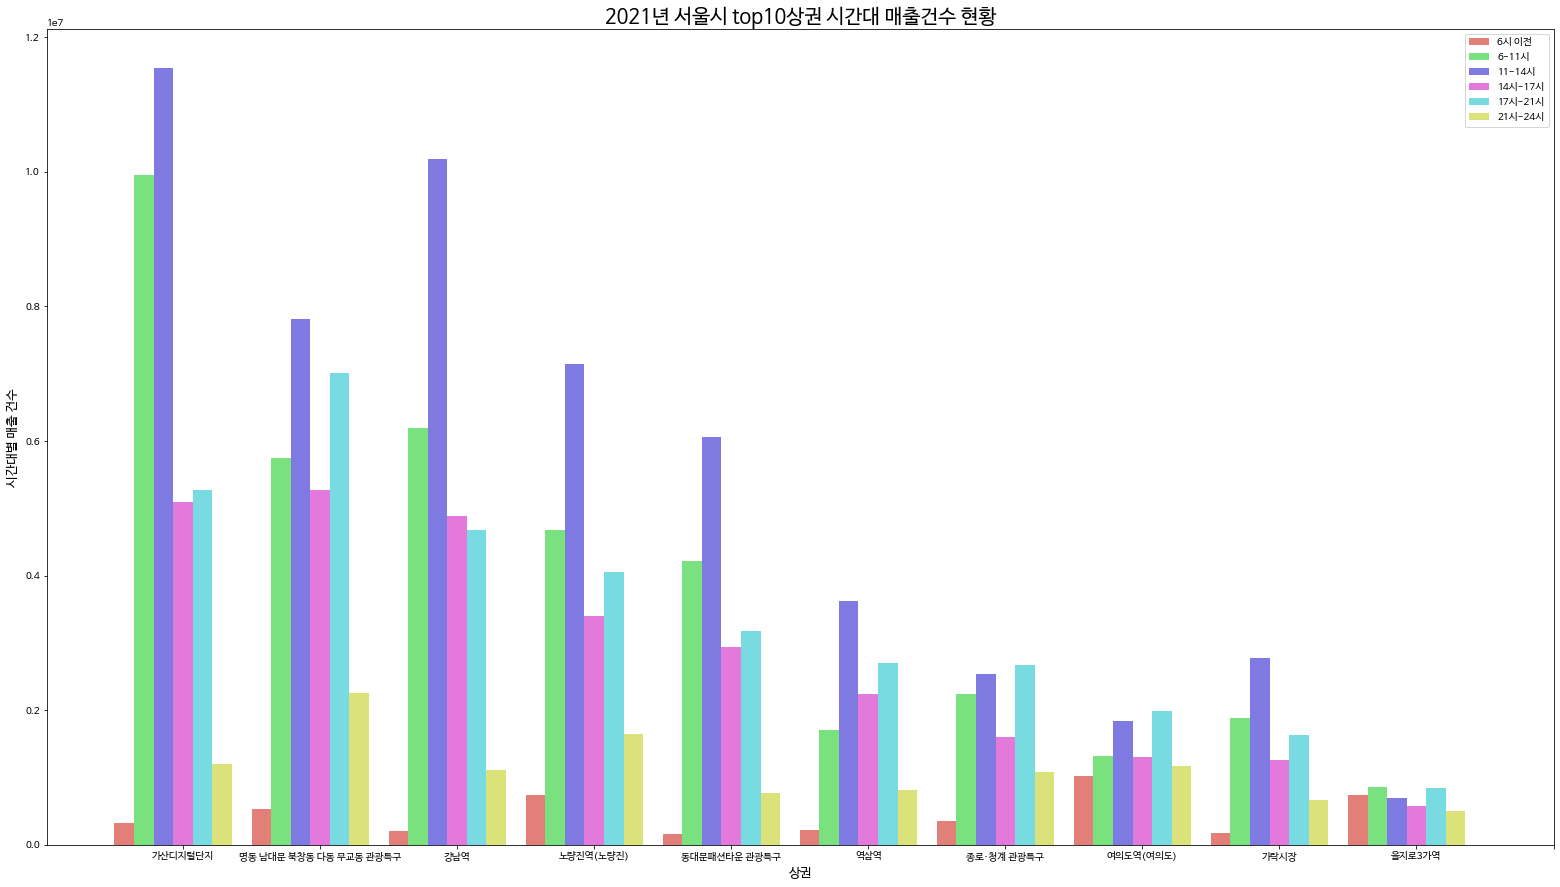 2021년 서울시 top10상권 시간대 매출건수 현황
1e7
1.2
1.0
0.8
0.6
0.4
0.2
0.0
시간대별 매출 건수
6시 이전
6-11시
11-14시
14시-17시
17시-21시
21시-24시
가산디지털단지
명동 남대문 북창동 다동 무교동 관광특구
강남역
노량진역(노량진)
동대문패션타운 관광특구
역삼역
종로·청계 관광특구
여의도역(여의도)
가락시장
을지로3가역
상권